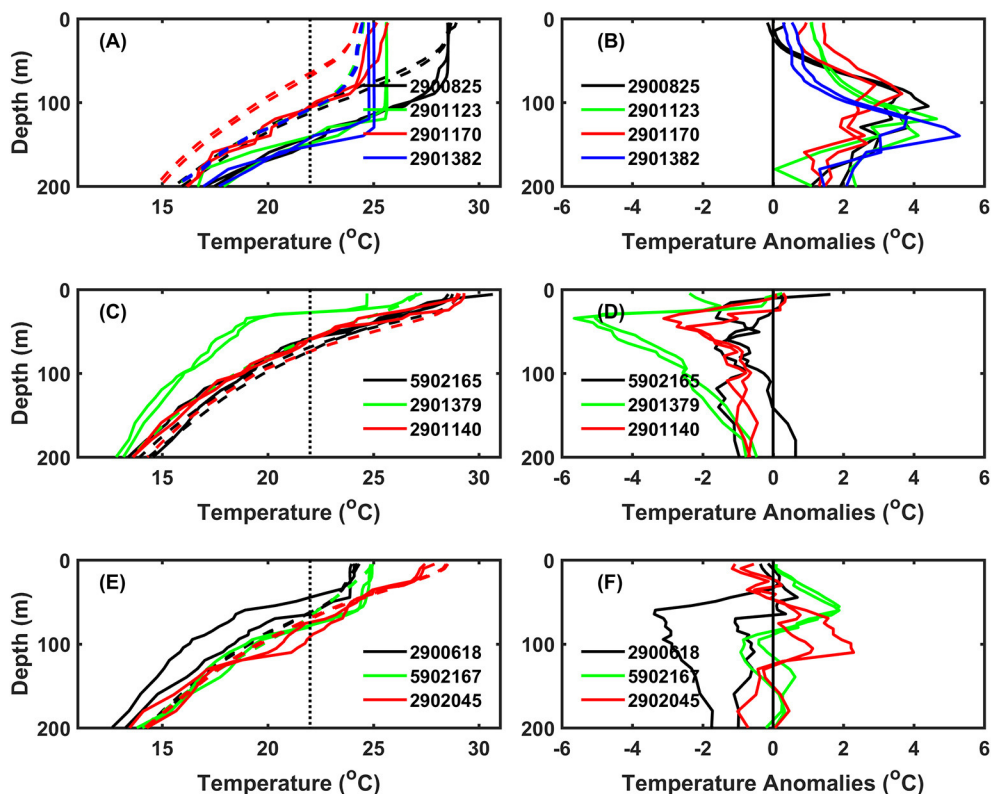 (A)
0
100
200
Depth (m)
2900825
2901123
2901170
2901382
15 20 25 30
Temperature (°C)
(B)
0
100
200
2900825
2901123
2901170
2901382
-6 -4 -2 0 2 4 6
Temperature Anomalies (°C)
(C)
0
100
200
Depth (m)
5902165
2901379
2901140
15 20 25 30
Temperature (°C)
(D)
0
100
200
5902165
2901379
2901140
-6 -4 -2 0 2 4 6
Temperature Anomalies (°C)
(E)
0
100
200
Depth (m)
2900618
5902167
2902045
15 20 25 30
Temperature (°C)
(F)
0
100
200
2900618
5902167
2902045
-6 -4 -2 0 2 4 6
Temperature Anomalies (°C)